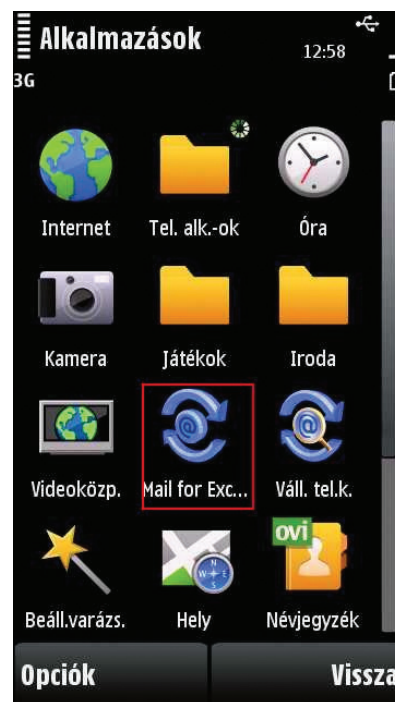 Alkalmazások
12:58
3G
Internet Tel. alk.-ok Óra
Kamera Játékok Iroda
Videoközp. Mail for Exc... Váll. tel.k.
ovi
Beáll.varázs. Hely Névjegyzék
Opciók Vissza